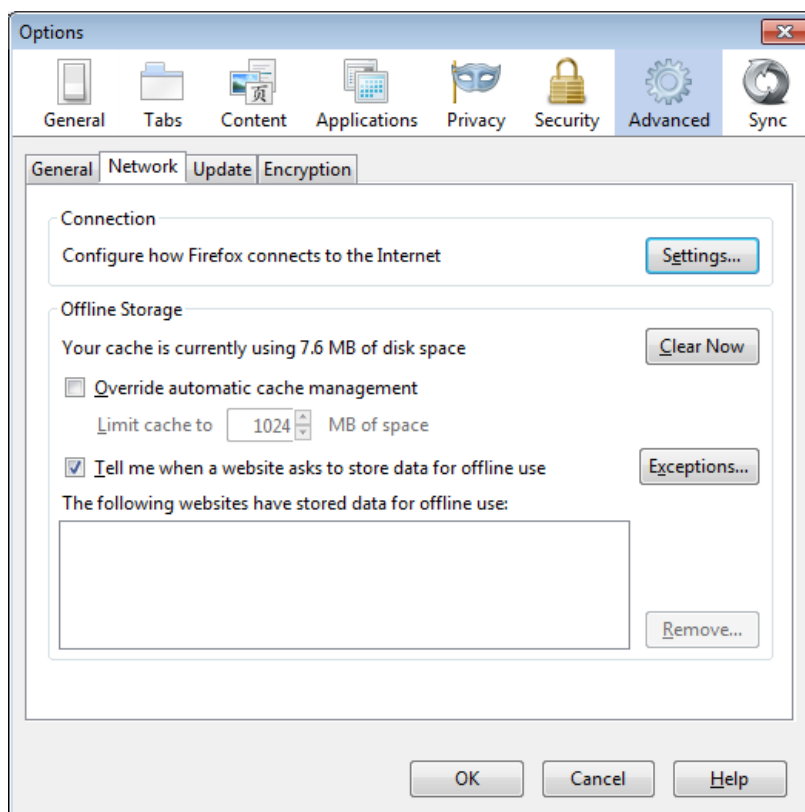 Options
General Tabs Content Applications Privacy Security Advanced Sync
页
General Network Update Encryption
Connection
Configure how Firefox connects to the Internet Settings...
Offline Storage
Your cache is currently using 7.6 MB of disk space Clear Now
Override automatic cache management
Limit cache to 1024 MB of space
Tell me when a website asks to store data for offline use Exceptions...
The following websites have stored data for offline use:
Remove...
OK Cancel Help